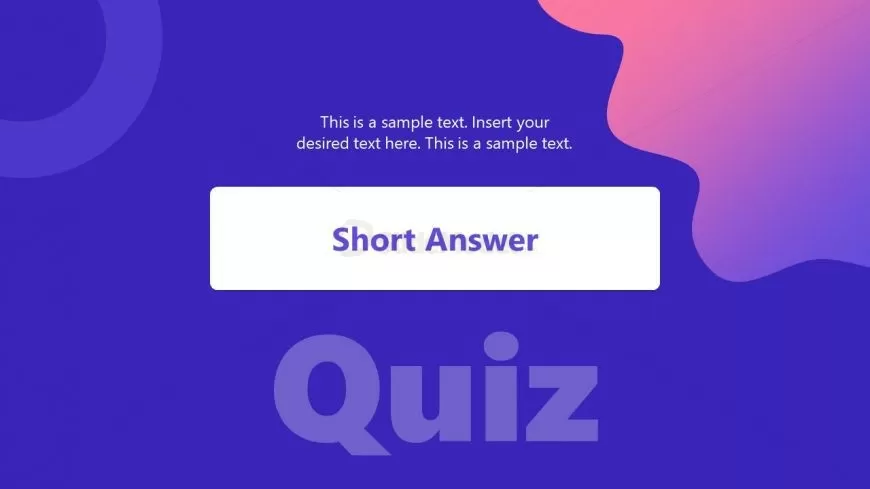 This is a sample text. Insert your
desired text here. This is a sample text.
Short Answer
Quiz